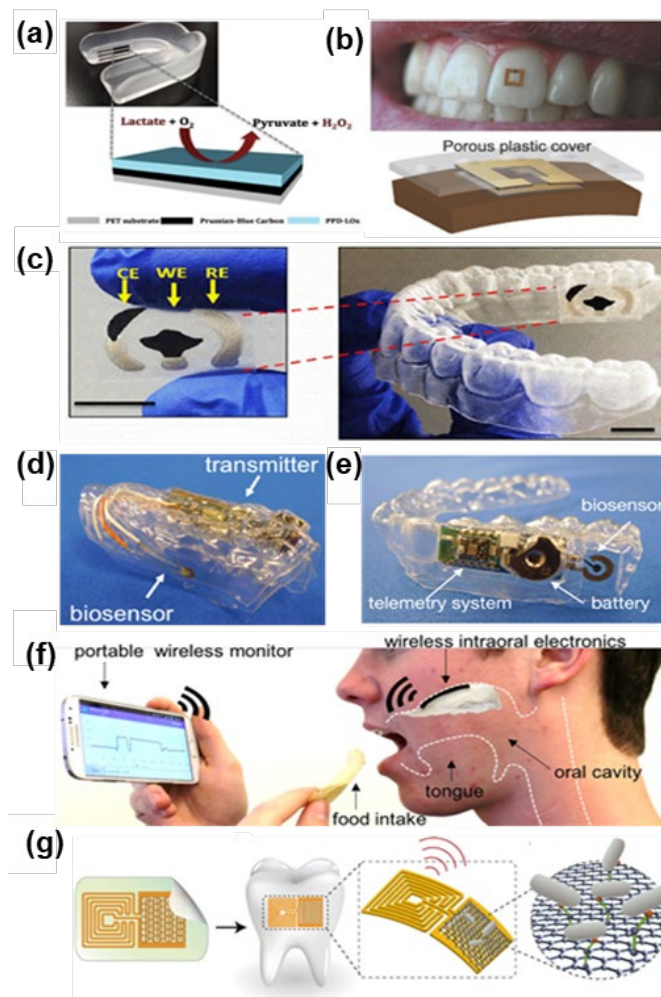 (a)
(b)
Lactate + O2
Pyruvate + H2O2
Porous plastic cover
PET substrate
Prussian-Blue Carbon
PPD-LOx
(c)
CE
WE
RE
(d)
transmitter
biosensor
(e)
biosensor
telemetry system
battery
(f)
portable wireless monitor
wireless intraoral electronics
food intake
tongue
oral cavity
(g)